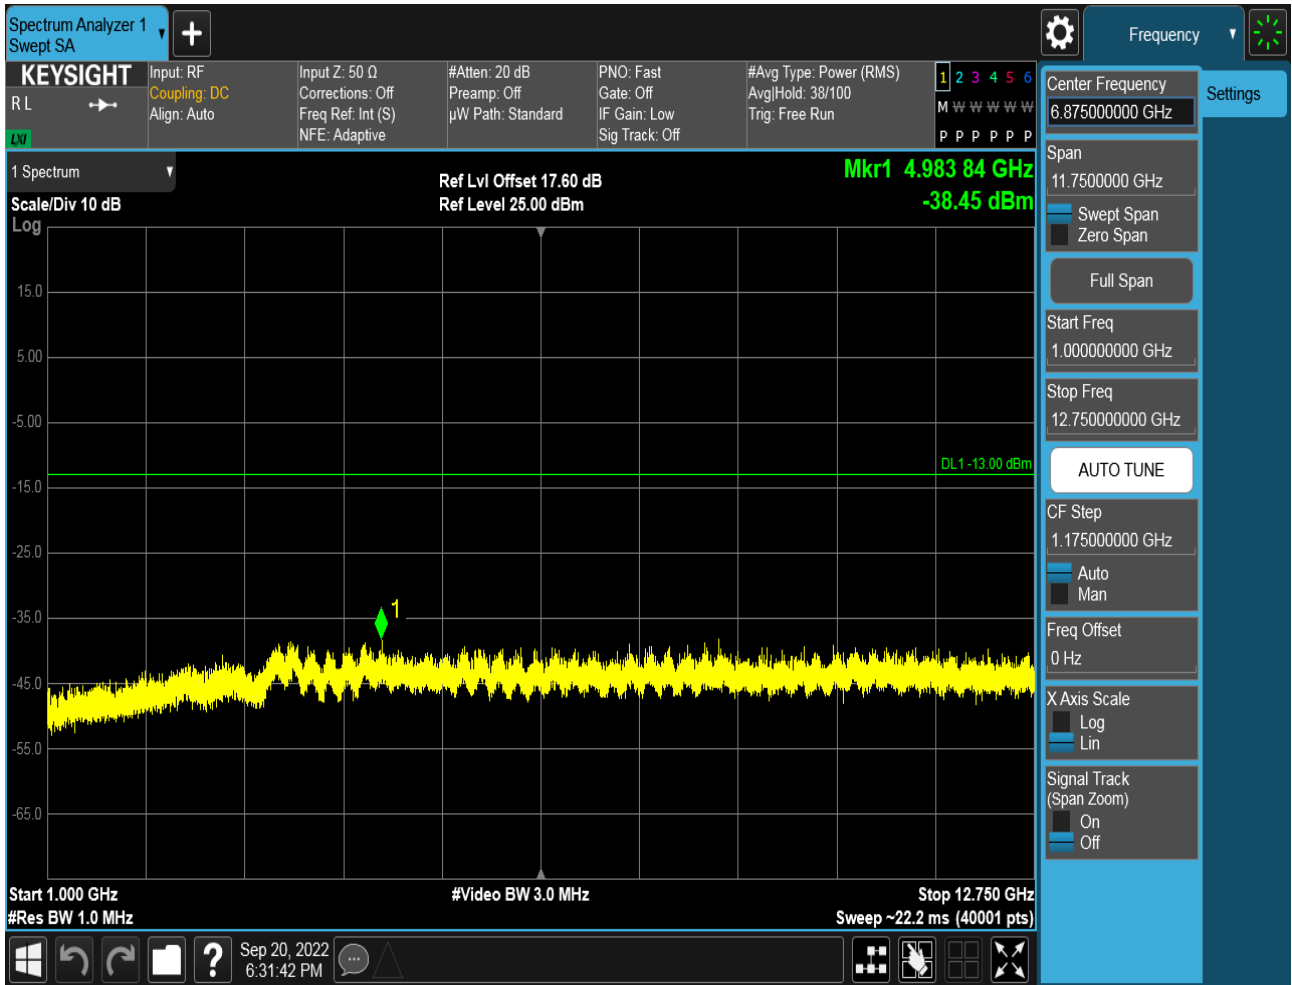 Spectrum Analyzer 1
Swept SA
Frequency
KEYSIGHT
R L
LXI
Input: RF
Coupling: DC
Align: Auto
Input Z: 50 Ω
Corrections: Off
Freq Ref: Int (S)
NFE: Adaptive
#Atten: 20 dB
Preamp: Off
µW Path: Standard
PNO: Fast
Gate: Off
IF Gain: Low
Sig Track: Off
#Avg Type: Power (RMS)
Avg|Hold: 38/100
Trig: Free Run
1 2 3 4 5 6
M W W W W W
P P P P P P
1 Spectrum
Scale/Div 10 dB
Log
Ref Lvl Offset 17.60 dB
Ref Level 25.00 dBm
Mkr1 4.983 84 GHz
-38.45 dBm
15.0
5.00
-5.00
-15.0
-25.0
-35.0
-45.0
-55.0
-65.0
DL1 -13.00 dBm
1
Start 1.000 GHz
#Res BW 1.0 MHz
#Video BW 3.0 MHz
Stop 12.750 GHz
Sweep ~22.2 ms (40001 pts)
Center Frequency
6.875000000 GHz
Settings
Span
11.7500000 GHz
Swept Span
Zero Span
Full Span
Start Freq
1.000000000 GHz
Stop Freq
12.750000000 GHz
AUTO TUNE
CF Step
1.175000000 GHz
Auto
Man
Freq Offset
0 Hz
X Axis Scale
Log
Lin
Signal Track
(Span Zoom)
On
Off
?
Sep 20, 2022
6:31:42 PM